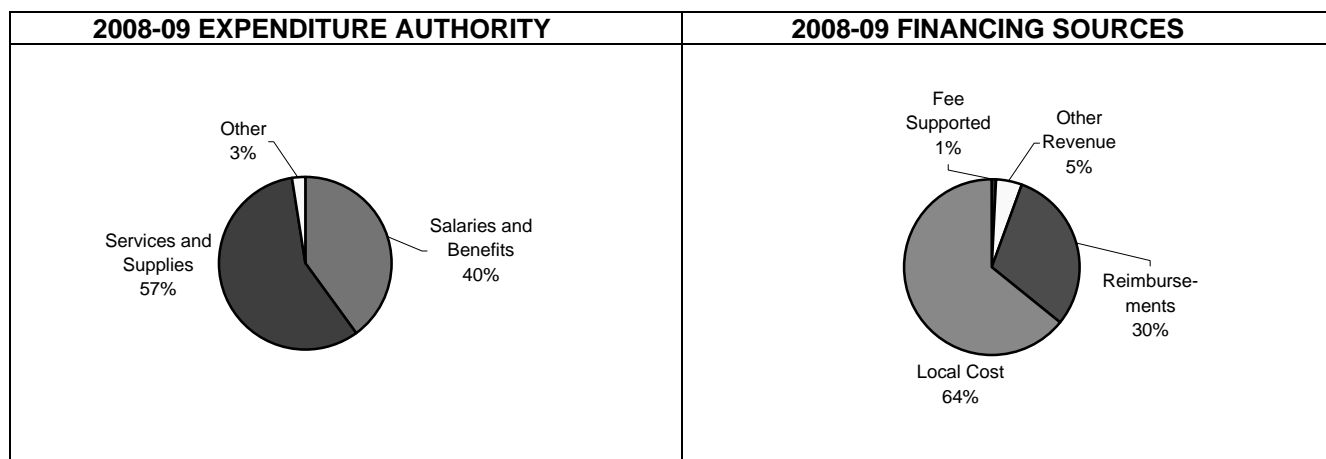 2008-09 EXPENDITURE AUTHORITY
Other
3%
Services and
Supplies
57%
Salaries and
Benefits
40%
2008-09 FINANCING SOURCES
Fee
Supported
1%
Other
Revenue
5%
Reimburse-
ments
30%
Local Cost
64%